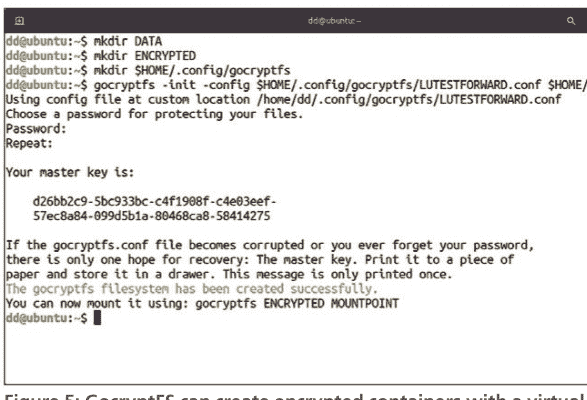 dd@ubuntu: ~
dd@ubuntu:~$ mkdir DATA
dd@ubuntu:~$ mkdir ENCRYPTED
dd@ubuntu:~$ mkdir $HOME/.config/gocryptfs
dd@ubuntu:~$ gocryptfs -init -config $HOME/.config/gocryptfs/LUTESTFORWARD.conf $HOME/
Using config file at custom location /home/dd/.config/gocryptfs/LUTESTFORWARD.conf
Choose a password for protecting your files.
Password:
Repeat:
Your master key is:
d26bb2c9-5bc933bc-c4f1908f-c4e03eef-
57ec8a84-099d5b1a-80468ca8-58414275
If the gocryptfs.conf file becomes corrupted or you ever forget your password,
there is only one hope for recovery: The master key. Print it to a piece of
paper and store it in a drawer. This message is only printed once.
The gocryptfs filesystem has been created successfully.
You can now mount it using: gocryptfs ENCRYPTED MOUNTPOINT
dd@ubuntu:~$
Figure 5: GocryptFS can create encrypted containers with a virtual